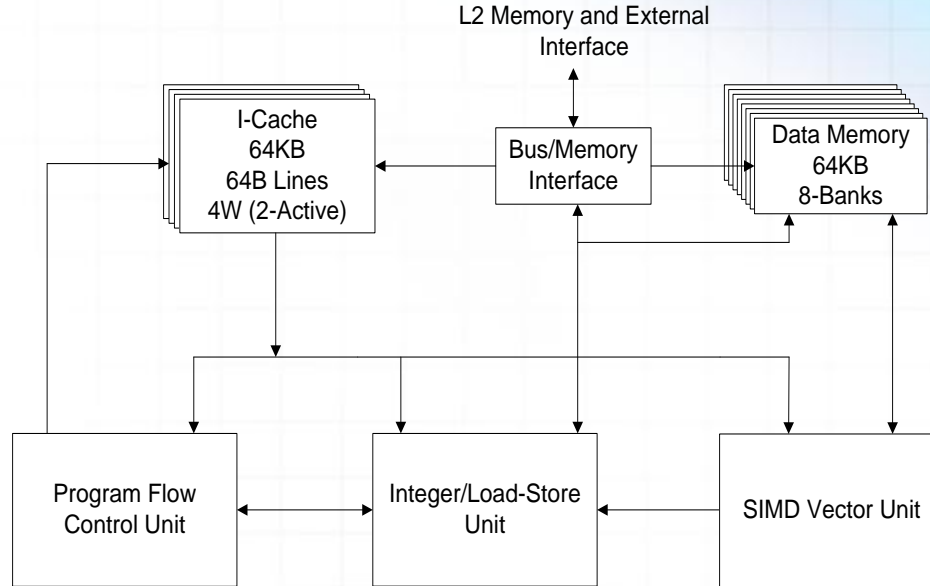 L2 Memory and External
Interface
I-Cache
64KB
64B Lines
4W (2-Active)
Bus/Memory
Interface
Data Memory
64KB
8-Banks
Program Flow
Control Unit
Integer/Load-Store
Unit
SIMD Vector Unit